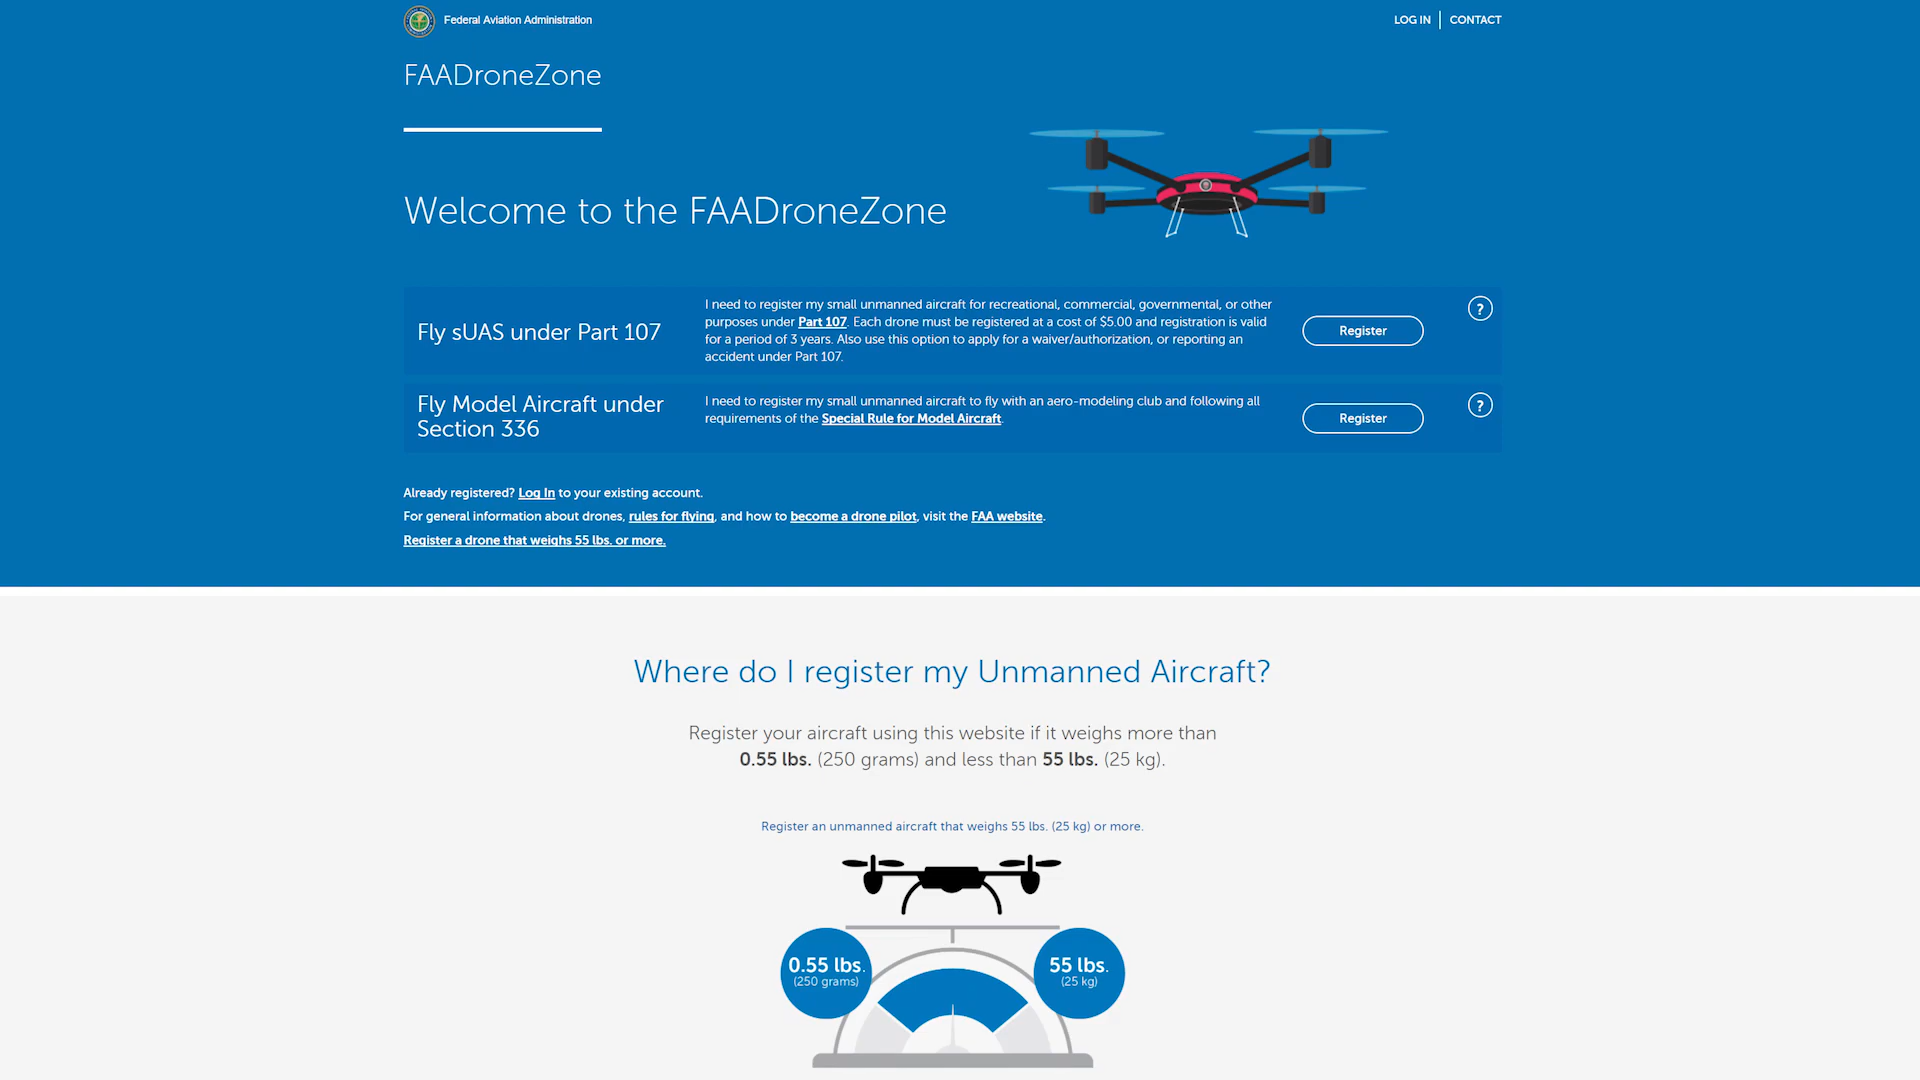 Federal Aviation Administration
LOG IN
CONTACT
FAADroneZone
Welcome to the FAADroneZone
Fly sUAS under Part 107
I need to register my small unmanned aircraft for recreational, commercial, governmental, or other
purposes under Part 107. Each drone must be registered at a cost of $5.00 and registration is valid
for a period of 3 years. Also use this option to apply for a waiver/authorization, or reporting an
accident under Part 107.
Register
?
Fly Model Aircraft under
Section 336
I need to register my small unmanned aircraft to fly with an aero-modeling club and following all
requirements of the Special Rule for Model Aircraft.
Register
?
Already registered? Log In to your existing account.
For general information about drones, rules for flying, and how to become a drone pilot, visit the FAA website.
Register a drone that weighs 55 lbs. or more.
Where do I register my Unmanned Aircraft?
Register your aircraft using this website if it weighs more than
0.55 lbs. (250 grams) and less than 55 lbs. (25 kg).
Register an unmanned aircraft that weighs 55 lbs. (25 kg) or more.
0.55 lbs.
(250 grams)
55 lbs.
(25 kg)